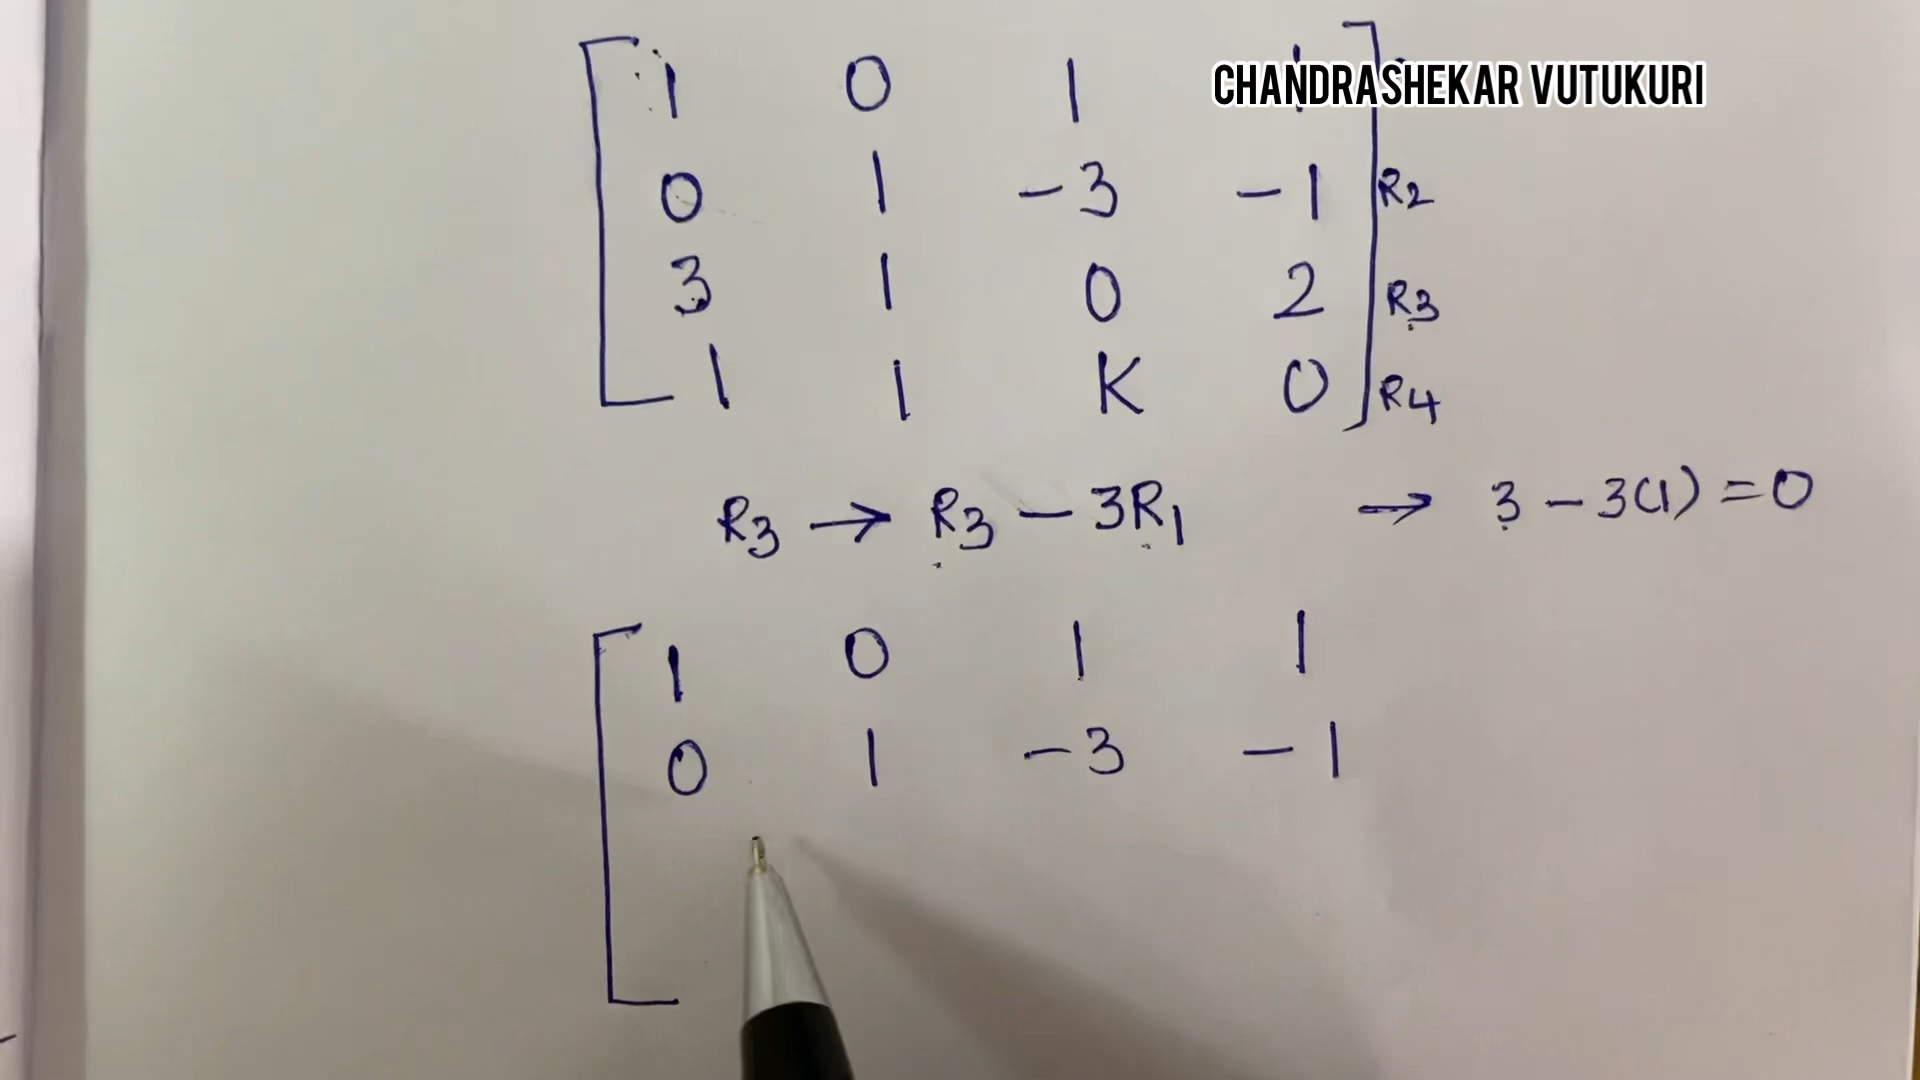 1 0 1 1
CHANDRASHEKAR VUTUKURI
0 1 -3 -1 R2
3 1 0 2 R3
1 1 K 0 R4
R3 → R3 - 3R1 → 3 - 3(1) = 0
1 0 1 1
0 1 -3 -1